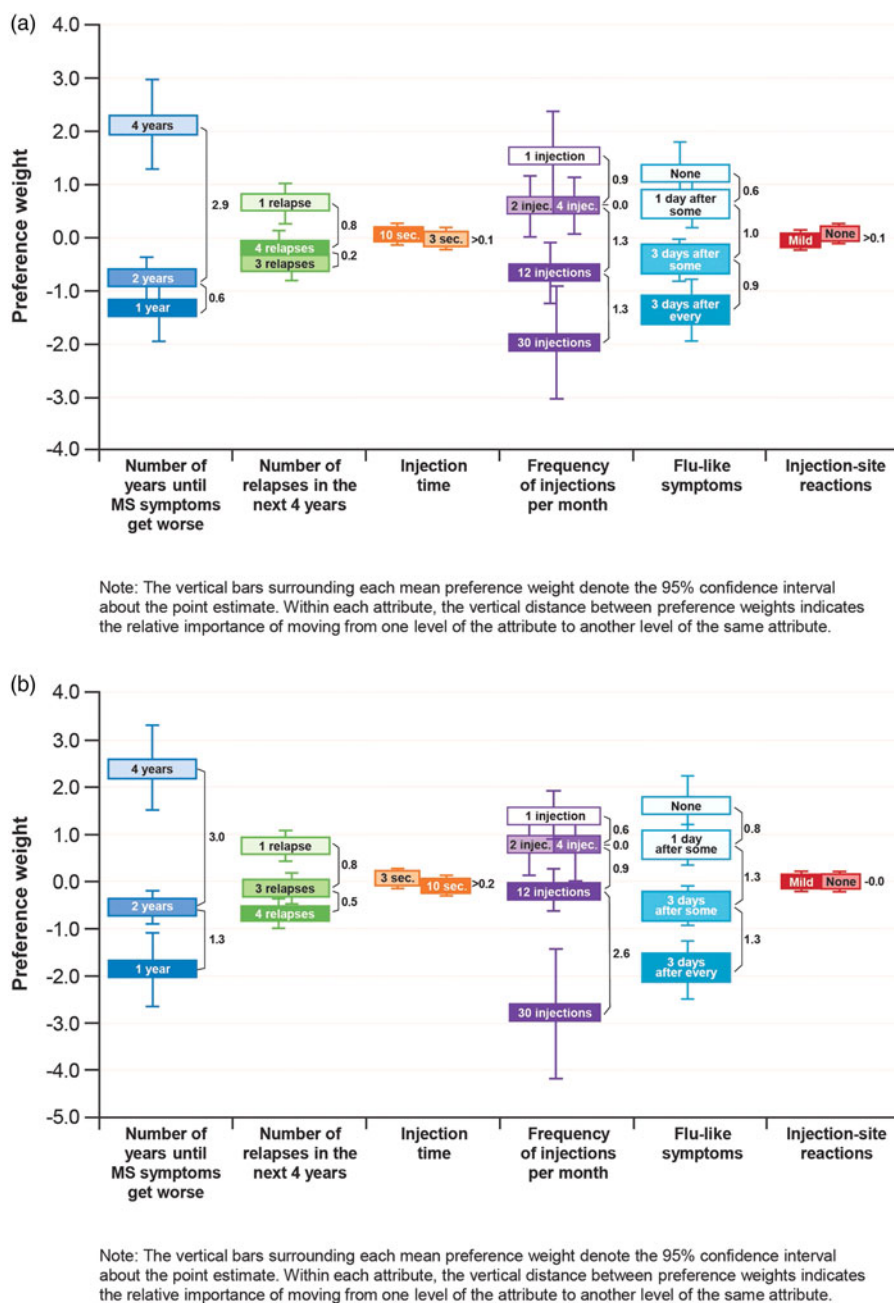 (a)
4.0
3.0
2.0
1.0
0.0
-1.0
-2.0
-3.0
-4.0
Preference weight
4 years
2.9
2 years
0.6
1 year
1 relapse
0.8
4 relapses
0.2
3 relapses
10 sec.
3 sec.
>0.1
1 injection
0.9
2 injec.
4 injec.
0.0
1.3
12 injections
1.3
30 injections
None
0.6
1 day after
some
1.0
3 days after
some
0.9
3 days after
every
Mild
None
>0.1
Number of
years until
MS symptoms
get worse
Number of
relapses in the
next 4 years
Injection
time
Frequency
of injections
per month
Flu-like
symptoms
Injection-site
reactions
Note: The vertical bars surrounding each mean preference weight denote the 95% confidence interval
about the point estimate. Within each attribute, the vertical distance between preference weights indicates
the relative importance of moving from one level of the attribute to another level of the same attribute.
(b)
4.0
3.0
2.0
1.0
0.0
-1.0
-2.0
-3.0
-4.0
-5.0
Preference weight
4 years
3.0
2 years
1.3
1 year
1 relapse
0.8
3 relapses
0.5
4 relapses
3 sec.
10 sec.
>0.2
1 injection
0.6
2 injec.
4 injec.
0.0
0.9
12 injections
2.6
30 injections
None
0.8
1 day
after some
1.3
3 days
after some
1.3
3 days
after every
Mild
None
-0.0
Number of
years until
MS symptoms
get worse
Number of
relapses in the
next 4 years
Injection
time
Frequency
of injections
per month
Flu-like
symptoms
Injection-site
reactions
Note: The vertical bars surrounding each mean preference weight denote the 95% confidence interval
about the point estimate. Within each attribute, the vertical distance between preference weights indicates
the relative importance of moving from one level of the attribute to another level of the same attribute.